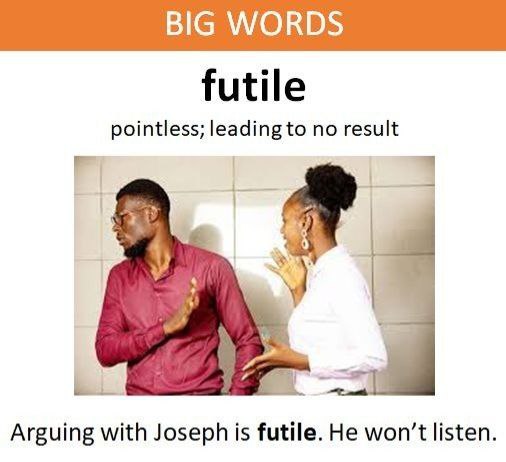 BIG WORDS
futile
pointless; leading to no result
Arguing with Joseph is futile. He won’t listen.